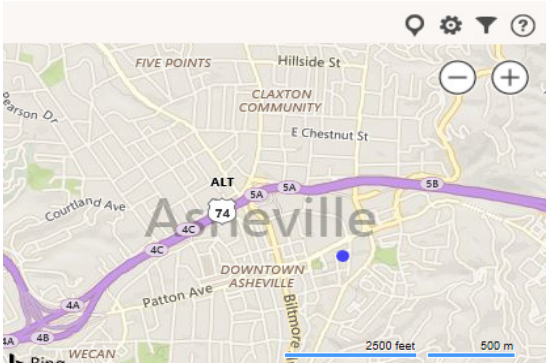 ?
FIVE POINTS
Hillside St
CLAXTON
COMMUNITY
Pearson Dr
E Chestnut St
ALT
5A
5A
5B
Courtland Ave
74
Asheville
4C
4C
DOWNTOWN
ASHEVILLE
4A
Patton Ave
Biltmore
4A
4B
2500 feet
500 m
WECAN
Bing